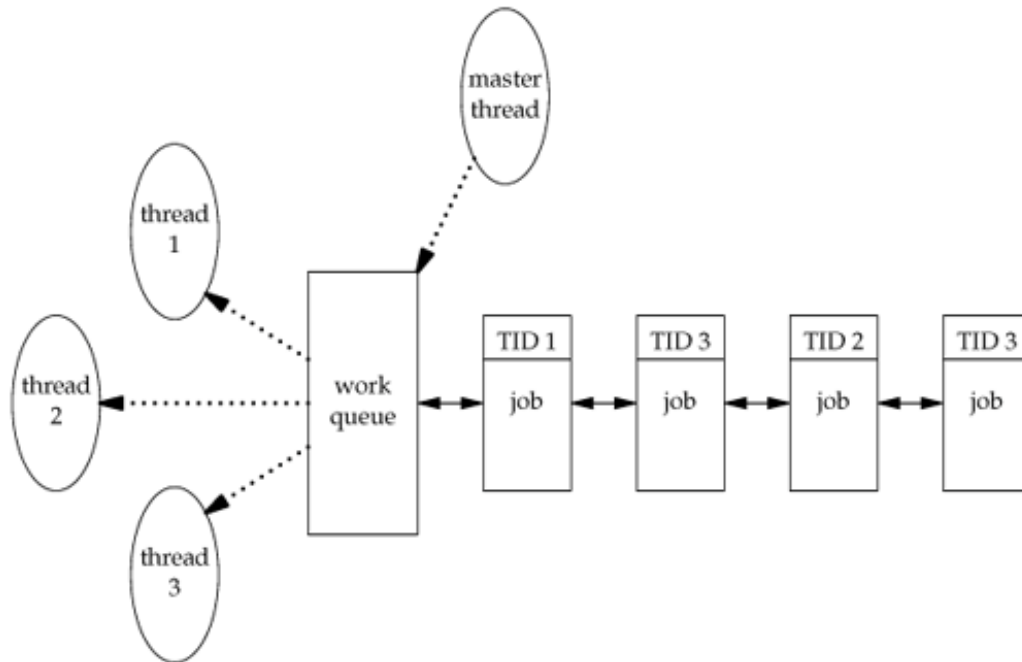 master
thread
thread
1
thread
2
thread
3
work
queue
TID 1
job
TID 3
job
TID 2
job
TID 3
job